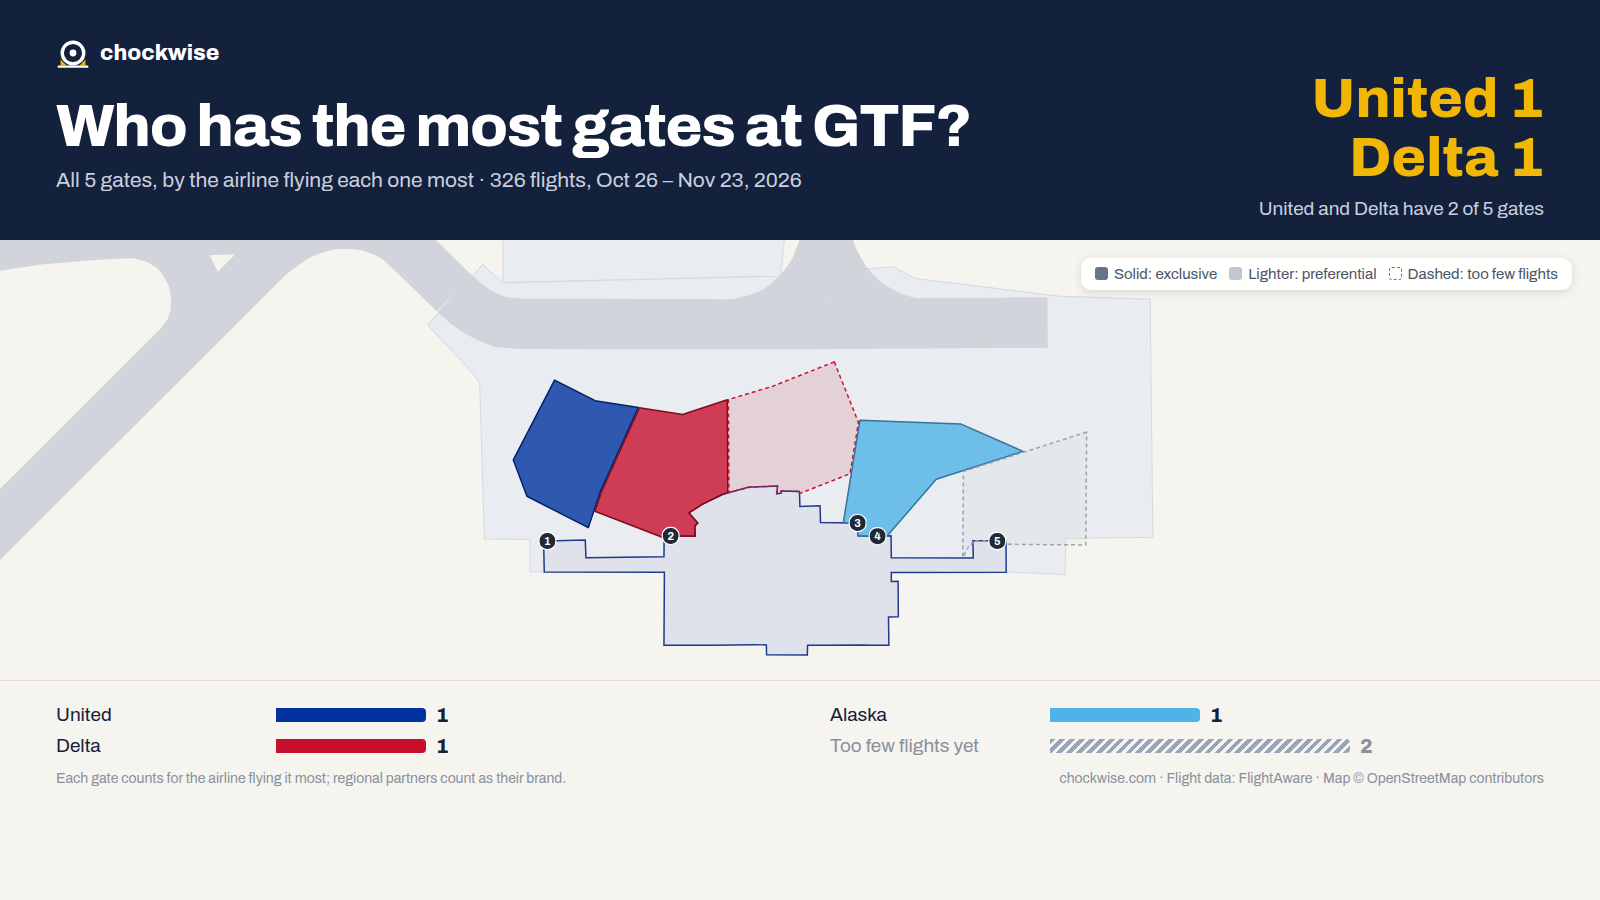 chockwise
Who has the most gates at GTF?
All 5 gates, by the airline flying each one most · 326 flights, Oct 26 – Nov 23, 2026
United 1
Delta 1
United and Delta have 2 of 5 gates
Solid: exclusive Lighter: preferential Dashed: too few flights
1
2
3
4
5
United 1
Delta 1
Alaska 1
Too few flights yet 2
Each gate counts for the airline flying it most; regional partners count as their brand.
chockwise.com · Flight data: FlightAware · Map © OpenStreetMap contributors